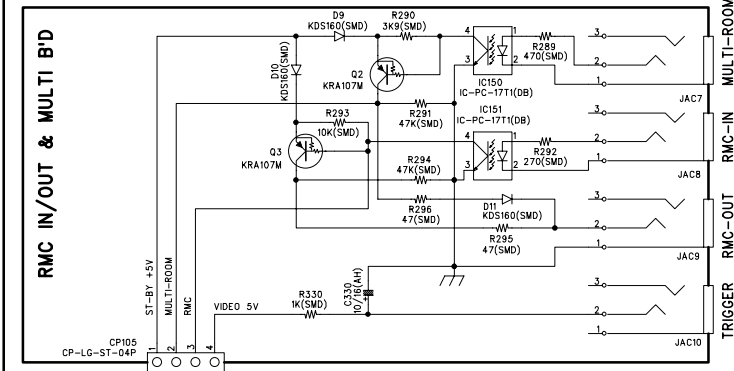 RMC IN/OUT & MULTI B'D
D9
KDS160(SMD)
R290
3K9(SMD)
D10
KDS160(SMD)
Q2
KRA107M
4
3
1
2
IC150
IC-PC-17T1(DB)
R289
470(SMD)
3
2
1
JAC7
MULTI-ROOM
R293
10K(SMD)
R291
47K(SMD)
IC151
IC-PC-17T1(DB)
Q3
KRA107M
4
3
1
2
R292
270(SMD)
3
2
1
JAC8
RMC-IN
R294
47K(SMD)
R296
47(SMD)
D11
KDS160(SMD)
R295
47(SMD)
3
2
1
JAC9
RMC-OUT
ST-BY +5V
MULTI-ROOM
RMC
VIDEO 5V
R330
1K(SMD)
C330
10/16(AH)
+
3
2
1
JAC10
TRIGGER
CP105
CP-LG-ST-04P
1
2
3
4